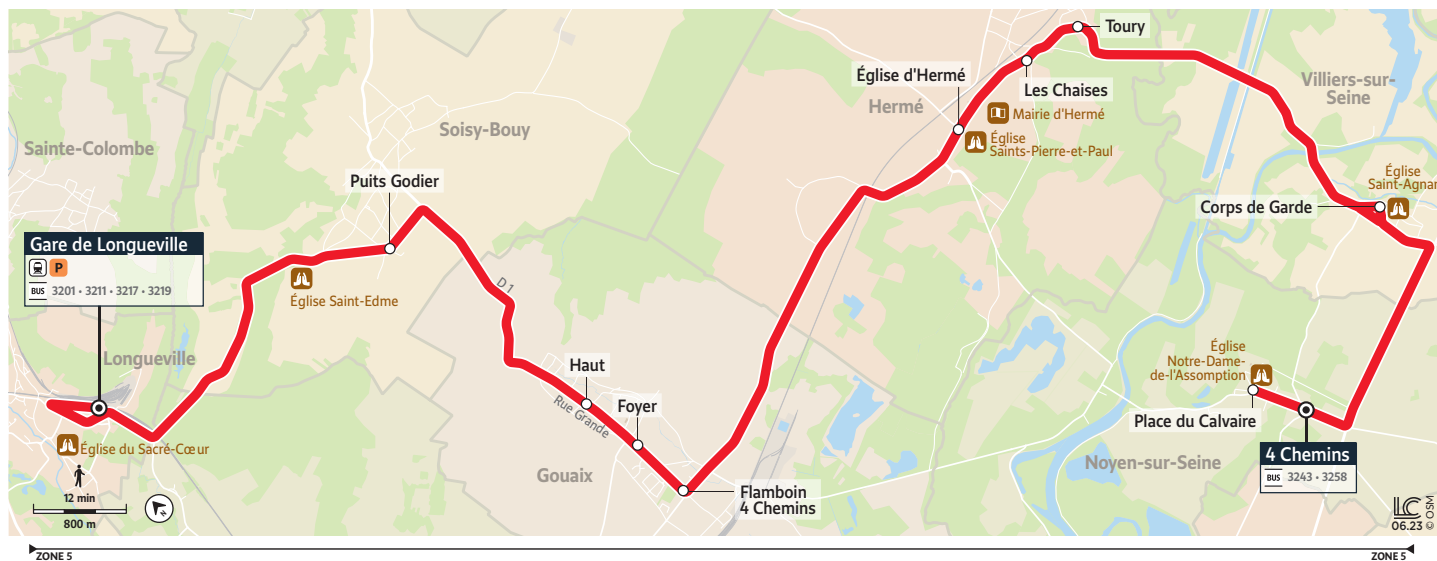 Toury
Église d'Hermé
Villiers-sur-
Seine
Les Chaises
Hermé
Mairie d'Hermé
Soisy-Bouy
Sainte-Colombe
Église
Saints-Pierre-et-Paul
Puits Godier
Église
Saint-Agnan
Corps de Garde
Gare de Longueville
P
BUS 3201 • 3211 • 3217 • 3219
D 1
Église Saint-Edme
Longueville
Haut
Église
Notre-Dame-
de-l'Assomption
Rue Grande
Foyer
Place du Calvaire
Église du Sacré-Cœur
4 Chemins
BUS 3243 • 3258
Noyen-sur-Seine
Gouaix
Flamboin
4 Chemins
12 min
800 m
LC
06.23
© OSM
ZONE 5
ZONE 5